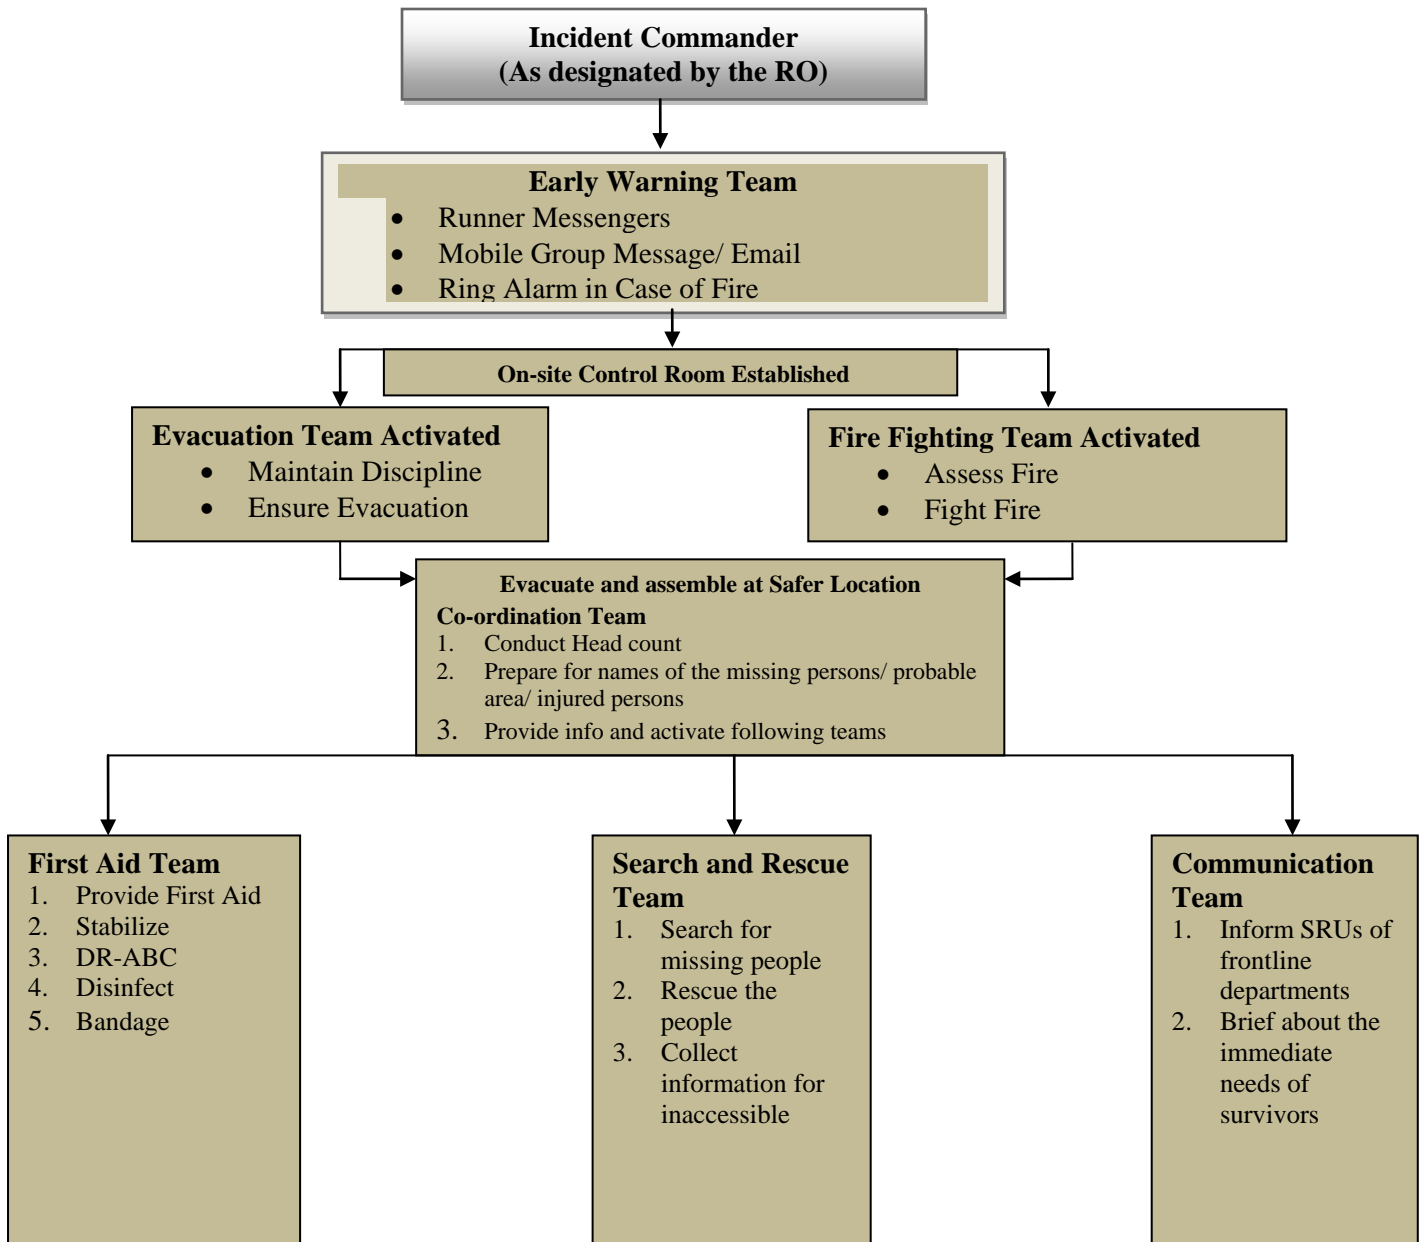 Incident Commander
(As designated by the RO)
Early Warning Team
• Runner Messengers
• Mobile Group Message/ Email
• Ring Alarm in Case of Fire
On-site Control Room Established
Evacuation Team Activated
• Maintain Discipline
• Ensure Evacuation
Fire Fighting Team Activated
• Assess Fire
• Fight Fire
Evacuate and assemble at Safer Location
Co-ordination Team
1. Conduct Head count
2. Prepare for names of the missing persons/ probable
area/ injured persons
3. Provide info and activate following teams
First Aid Team
1. Provide First Aid
2. Stabilize
3. DR-ABC
4. Disinfect
5. Bandage
Search and Rescue
Team
1. Search for
missing people
2. Rescue the
people
3. Collect
information for
inaccessible
Communication
Team
1. Inform SRUs of
frontline
departments
2. Brief about the
immediate
needs of
survivors